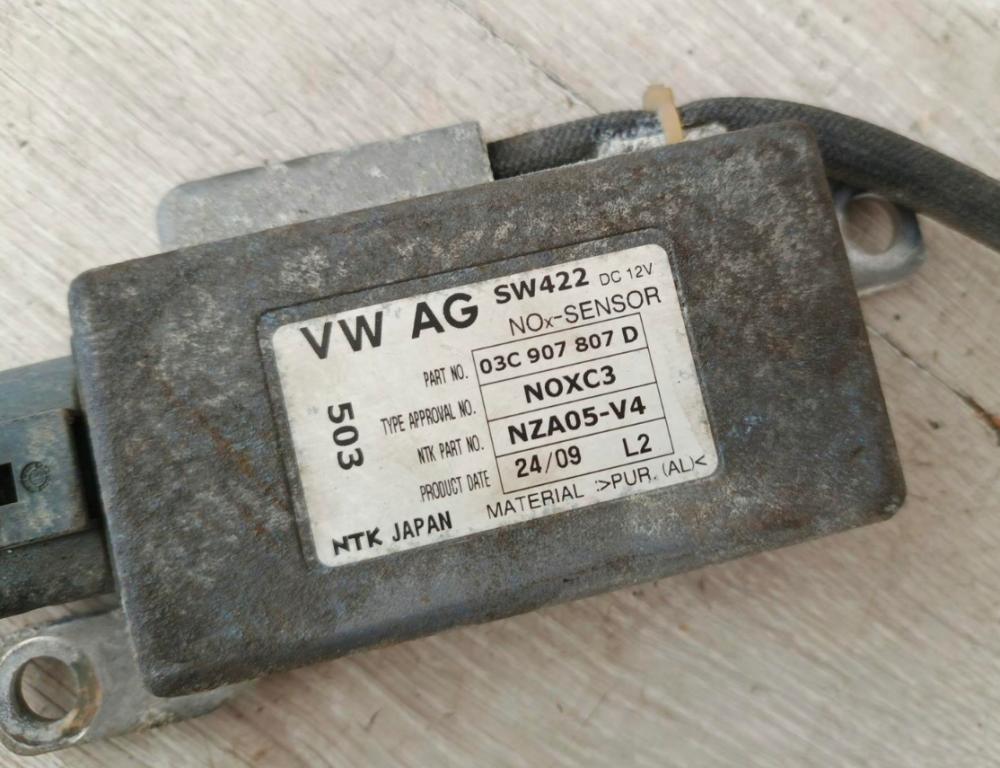 VW AG SW422 DC 12V
NOx-SENSOR
PART NO. 03C 907 807 D
TYPE APPROVAL NO. NOXC3
NTK PART NO. NZA05-V4
PRODUCT DATE 24/09 L2
503
NTK JAPAN MATERIAL :>PUR. (AL)<